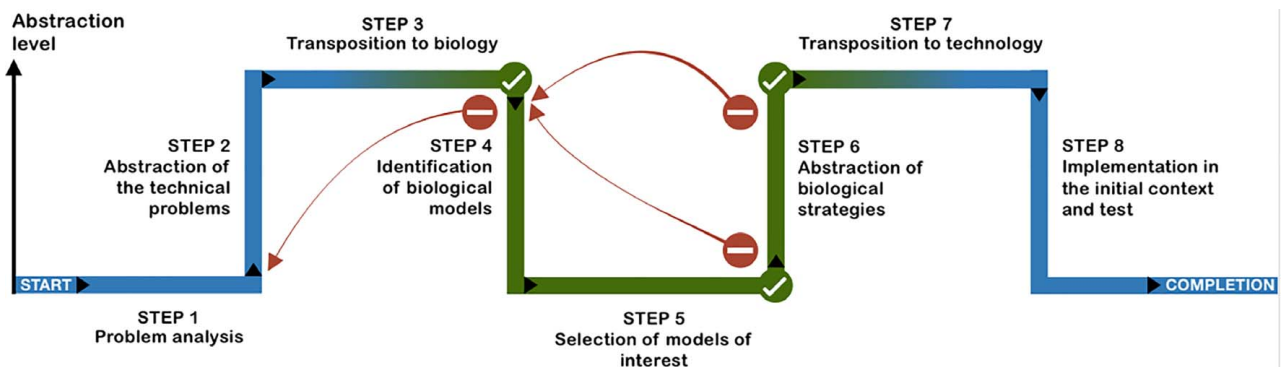 Abstraction
level
START
STEP 1
Problem analysis
STEP 2
Abstraction of
the technical
problems
STEP 3
Transposition to biology
STEP 4
Identification
of biological
models
STEP 5
Selection of models of
interest
STEP 6
Abstraction of
biological
strategies
STEP 7
Transposition to technology
STEP 8
Implementation in
the initial context
and test
COMPLETION